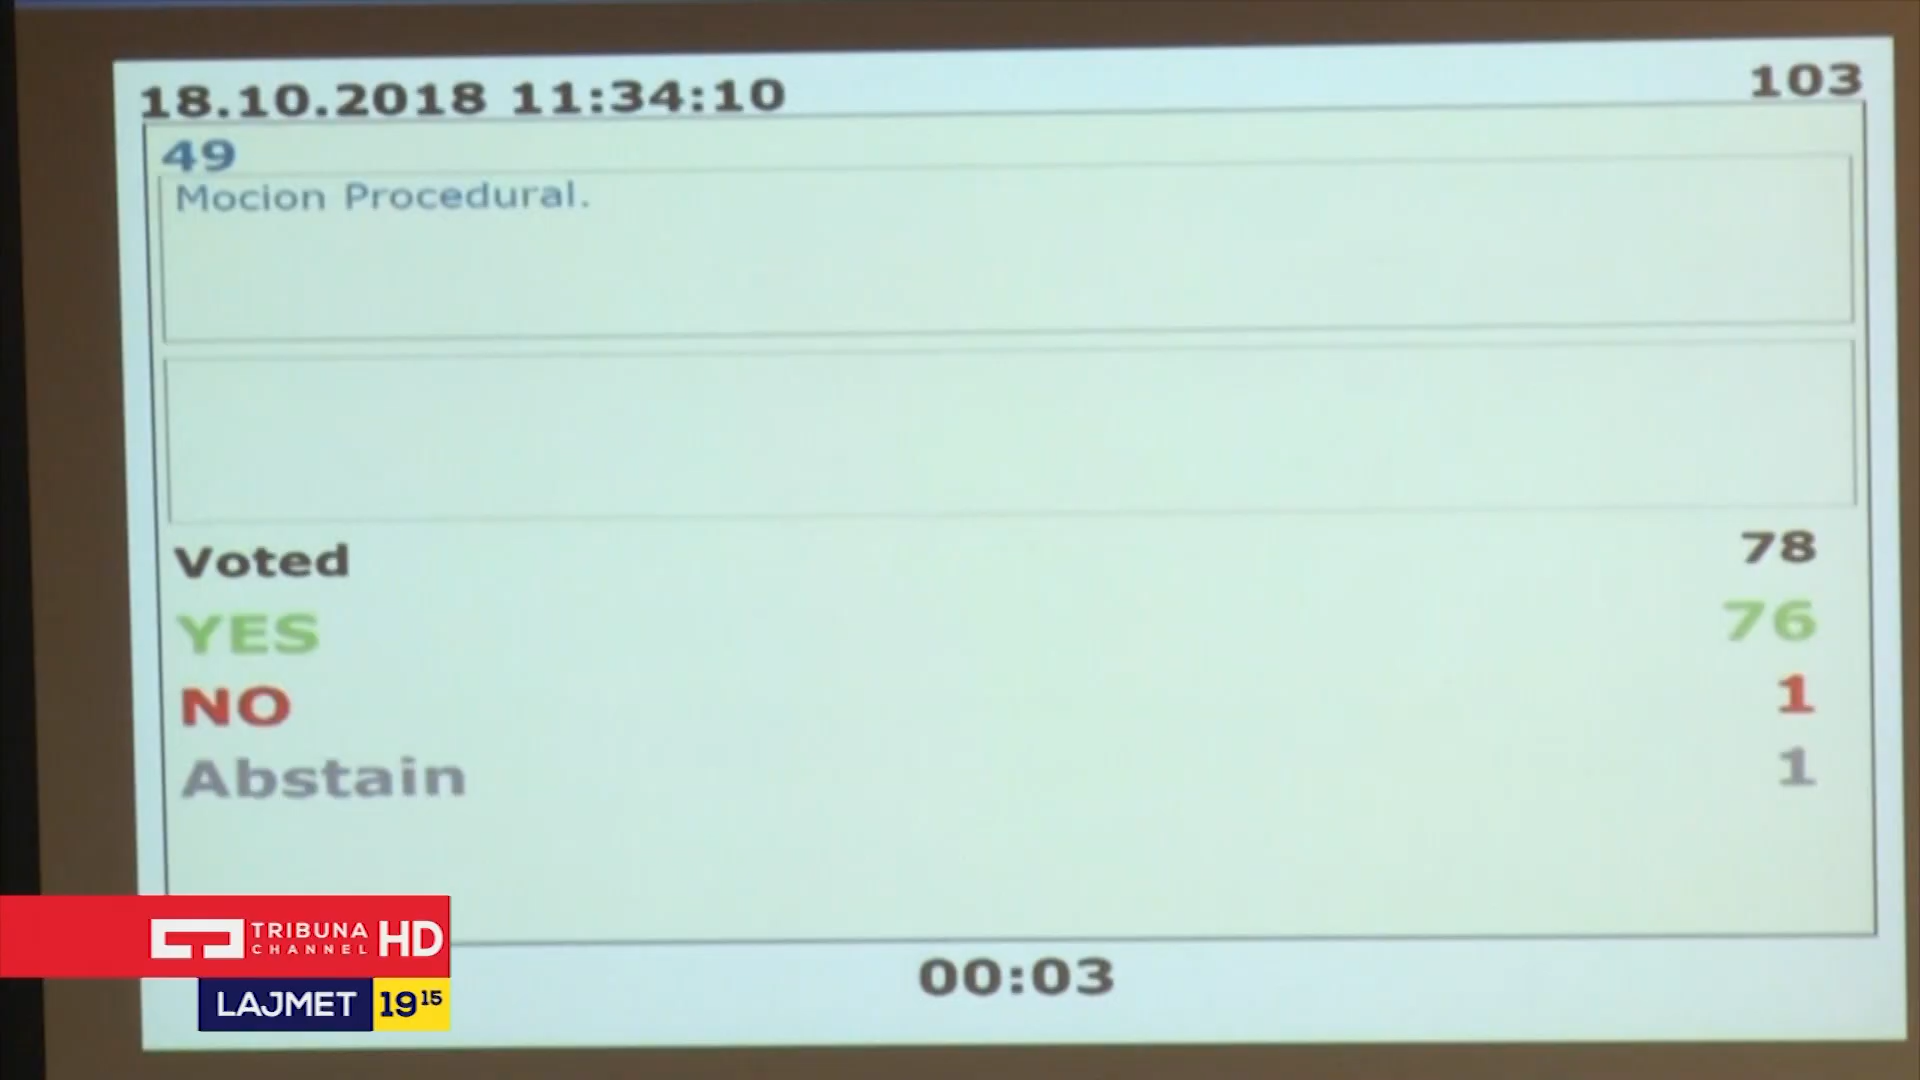 18.10.2018 11:34:10 103
49
Mocion Procedural.
Voted 78
YES 76
NO 1
Abstain 1
00:03
TRIBUNA
CHANNEL
HD
LAJMET 19 15